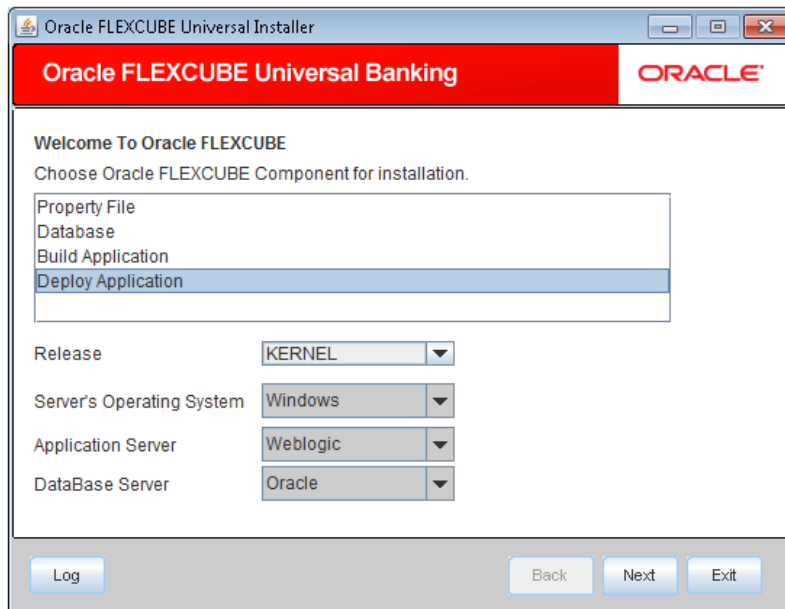 Oracle FLEXCUBE Universal Installer
Oracle FLEXCUBE Universal Banking
ORACLE'
Welcome To Oracle FLEXCUBE
Choose Oracle FLEXCUBE Component for installation.
Property File
Database
Build Application
Deploy Application
Release KERNEL
Server's Operating System Windows
Application Server Weblogic
DataBase Server Oracle
Log Back Next Exit